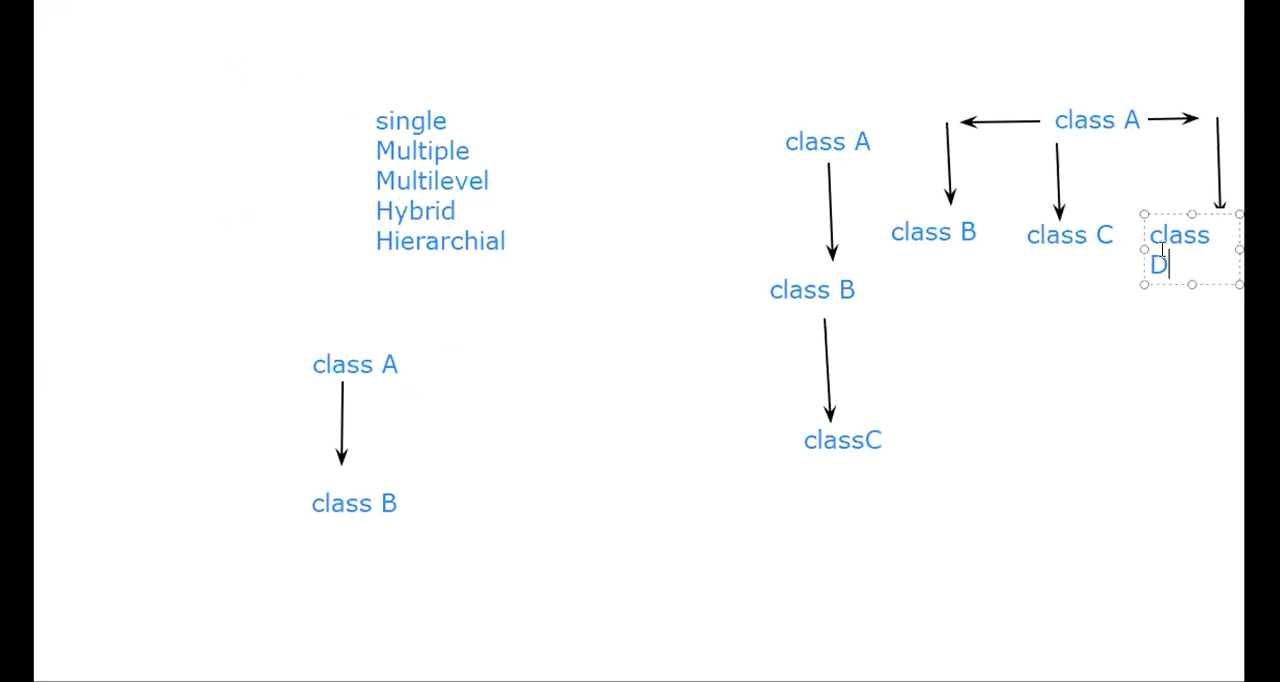 single
Multiple
Multilevel
Hybrid
Hierarchial
class A
class B
class A
class B
classC
class A
class B
class C
class
D